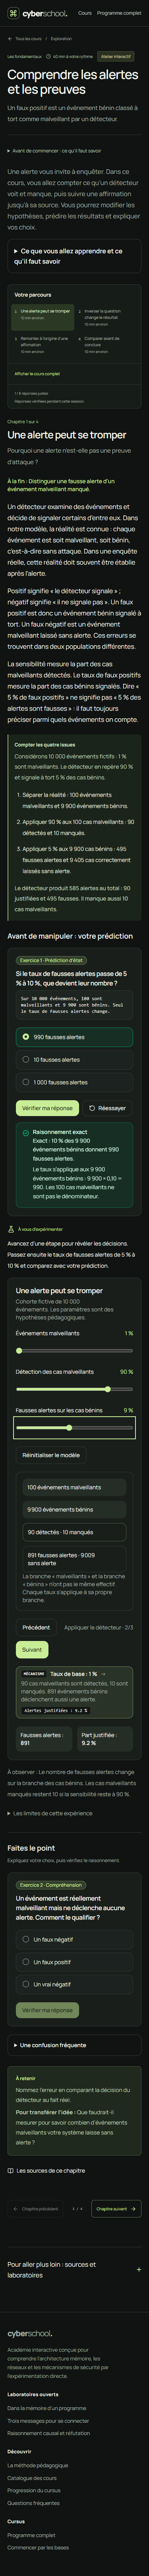 cyberschool.
Cours Programme complet
← Tous les cours / Exploration
Les fondamentaux 40 min à votre rythme Atelier interactif
Comprendre les alertes
et les preuves
Un faux positif est un événement bénin classé à
tort comme malveillant par un détecteur.
▸ Avant de commencer · ce qu'il faut savoir
Une alerte vous invite à enquêter. Dans ce
cours, vous allez compter ce qu'un détecteur voit
et manque, puis suivre une affirmation
jusqu'à sa source. Vous pourrez modifier les
hypothèses, prédire les résultats et expliquer
vos choix.
▸ Ce que vous allez apprendre et ce
qu'il faut savoir
Votre parcours
1 Une alerte peut se tromper
10 min environ
2 Inverser la question
change le résultat
10 min environ
3 Remonter à l'origine d'une
affirmation
10 min environ
4 Comparer avant de
conclure
10 min environ
Afficher le cours complet
1 / 8 réponses justes
Réponses vérifiées pendant cette session
Chapitre 1 sur 4
Une alerte peut se tromper
Pourquoi une alerte n'est-elle pas une preuve
d'attaque ?
À la fin : Distinguer une fausse alerte d'un
événement malveillant manqué.
Un détecteur examine des événements et
décide de signaler certains d'entre eux. Dans
notre modèle, la réalité est connue : chaque
événement est soit malveillant, soit bénin,
c'est-à-dire sans attaque. Dans une enquête
réelle, cette réalité doit souvent être établie
après l'alerte.
Positif signifie « le détecteur signale » ;
négatif signifie « il ne signale pas ». Un faux
positif est donc un événement bénin signalé à
tort. Un faux négatif est un événement
malveillant laissé sans alerte. Ces erreurs se
trouvent dans deux populations différentes.
La sensibilité mesure la part des cas
malveillants détectés. Le taux de faux positifs
mesure la part des cas bénins signalés. Dire «
5 % de faux positifs » ne signifie pas « 5 % des
alertes sont fausses » : il faut toujours
préciser parmi quels événements on compte.
Compter les quatre issues
Considérons 10 000 événements fictifs : 1 %
sont malveillants. Le détecteur en repère 90 %
et signale à tort 5 % des cas bénins.
1. Séparer la réalité : 100 événements
malveillants et 9 900 événements bénins.
2. Appliquer 90 % aux 100 cas malveillants : 90
détectés et 10 manqués.
3. Appliquer 5 % aux 9 900 cas bénins : 495
fausses alertes et 9 405 cas correctement
laissés sans alerte.
Le détecteur produit 585 alertes au total : 90
justifiées et 495 fausses. Il manque aussi 10
cas malveillants.
Avant de manipuler : votre prédiction
Exercice 1 · Prédiction d'état
Si le taux de fausses alertes passe de 5
% à 10 %, que devient leur nombre ?
Sur 10 000 événements, 100 sont
malveillants et 9 900 sont bénins. Seul
le taux de fausses alertes change.
990 fausses alertes
10 fausses alertes
1 000 fausses alertes
Vérifier ma réponse Réessayer
Raisonnement exact
Exact : 10 % des 9 900
événements bénins donnent 990
fausses alertes.
Le taux s'applique aux 9 900
événements bénins : 9 900 × 0,10 =
990. Les 100 cas malveillants ne
sont pas le dénominateur.
À vous d'expérimenter
Avancez d'une étape pour révéler les décisions.
Passez ensuite le taux de fausses alertes de 5 % à
10 % et comparez avec votre prédiction.
Une alerte peut se tromper
Cohorte fictive de 10 000
événements. Les paramètres sont des
hypothèses pédagogiques.
Événements malveillants 1 %
Détection des cas malveillants 90 %
Fausses alertes sur les cas bénins 9 %
Réinitialiser le modèle
100 événements malveillants
9 900 événements bénins
90 détectés · 10 manqués
891 fausses alertes · 9 009
sans alerte
La branche « malveillants » et la branche
« bénins » n'ont pas le même effectif.
Chaque taux s'applique à sa propre
branche.
Précédent Appliquer le détecteur · 2/3
Suivant
MÉCANISME Taux de base : 1 % →
90 cas malveillants sont détectés, 10 sont
manqués. 891 événements bénins
déclenchent aussi une alerte.
Alertes justifiées : 9.2 %
Fausses alertes :
891
Part justifiée :
9.2 %
À observer : Le nombre de fausses alertes change
sur la branche des cas bénins. Les cas malveillants
manqués restent 10 si la sensibilité reste à 90 %.
▸ Les limites de cette expérience
Faites le point
Expliquez votre choix, puis vérifiez le raisonnement.
Exercice 2 · Compréhension
Un événement est réellement
malveillant mais ne déclenche aucune
alerte. Comment le qualifier ?
Un faux négatif
Un faux positif
Un vrai négatif
Vérifier ma réponse
▸ Une confusion fréquente
À retenir
Nommez l'erreur en comparant la décision du
détecteur au fait réel.
Pour transférer l'idée : Que faudrait-il
mesurer pour savoir combien d'événements
malveillants votre système laisse sans
alerte ?
Les sources de ce chapitre
← Chapitre précédent 1 / 4 Chapitre suivant →
Pour aller plus loin : sources et
laboratoires
+
cyberschool.
Académie interactive conçue pour
comprendre l'architecture mémoire, les
réseaux et les mécanismes de sécurité par
l'expérimentation directe.
Laboratoires ouverts
Dans la mémoire d'un programme
Trois messages pour se connecter
Raisonnement causal et réfutation
Découvrir
La méthode pédagogique
Catalogue des cours
Progression du cursus
Questions fréquentes
Cursus
Programme complet
Commencer par les bases